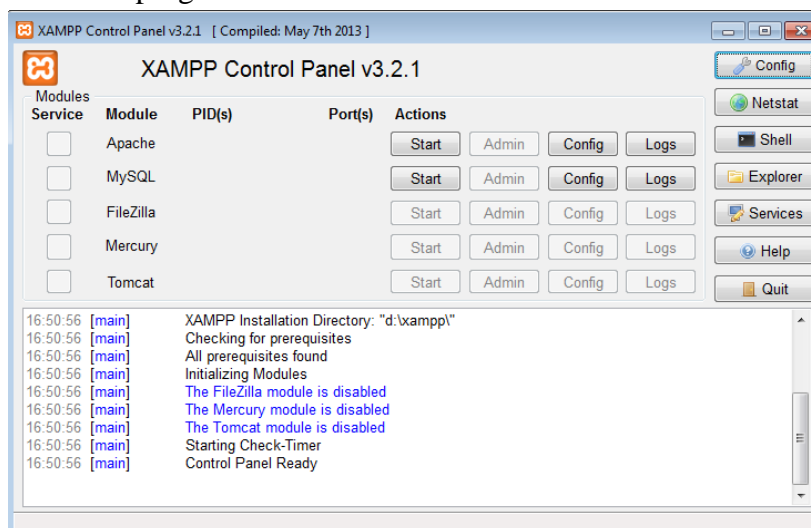 XAMPP Control Panel v3.2.1 [ Compiled: May 7th 2013 ]
XAMPP Control Panel v3.2.1
Config
Modules
Service Module PID(s) Port(s) Actions
Netstat
Apache Start Admin Config Logs
Shell
MySQL Start Admin Config Logs
Explorer
FileZilla Start Admin Config Logs
Services
Mercury Start Admin Config Logs
Help
Tomcat Start Admin Config Logs
Quit
16:50:56 [main] XAMPP Installation Directory: "d:\xampp\"
16:50:56 [main] Checking for prerequisites
16:50:56 [main] All prerequisites found
16:50:56 [main] Initializing Modules
16:50:56 [main] The FileZilla module is disabled
16:50:56 [main] The Mercury module is disabled
16:50:56 [main] The Tomcat module is disabled
16:50:56 [main] Starting Check-Timer
16:50:56 [main] Control Panel Ready